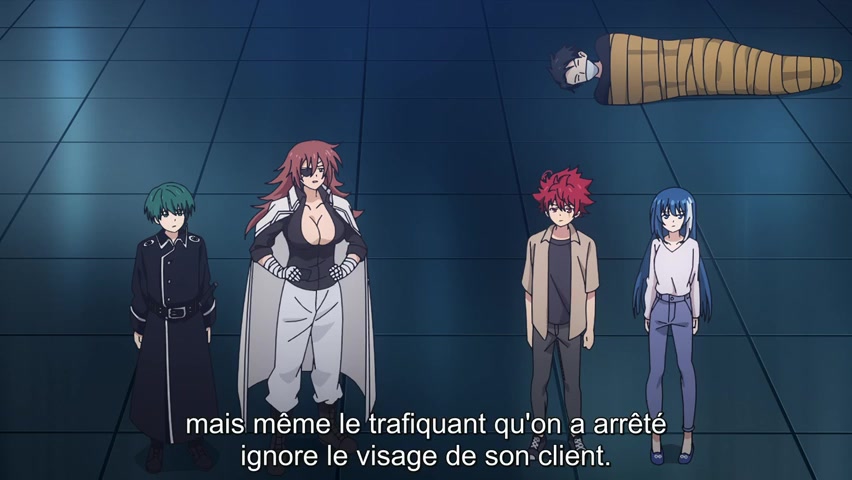 mais même le trafiquant qu'on a arrêté
ignore le visage de son client.